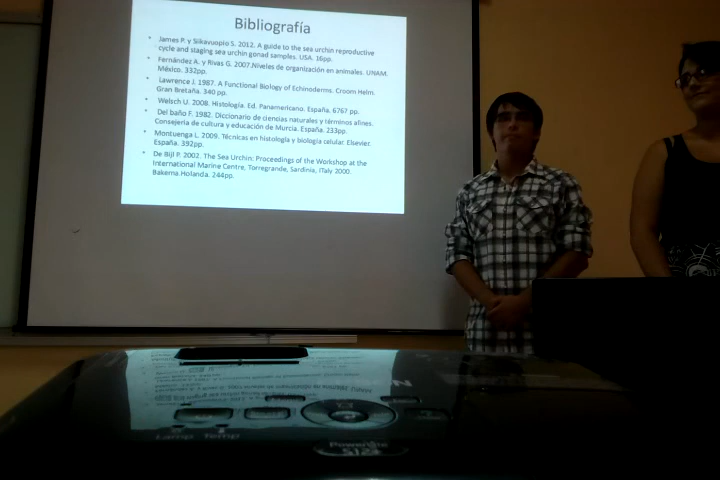 Bibliografía
• James P. y Siikavuopio S. 2012. A guide to the sea urchin reproductive
cycle and staging sea urchin gonad samples. USA. 16pp.
• Fernández A. y Rivas G. 2007.Niveles de organización en animales. UNAM.
México. 332pp.
• Lawrence J. 1987. A Functional Biology of Echinoderms. Croom Helm.
Gran Bretaña. 340 pp.
• Welsch U. 2008. Histología. Ed. Panamericano. España. 6767 pp.
• Del baño F. 1982. Diccionario de ciencias naturales y términos afines.
Consejería de cultura y educación de Murcia. España. 233pp.
• Montuenga L. 2009. Técnicas en histología y biología celular. Elsevier.
España. 392pp.
• De Bijl P. 2002. The Sea Urchin: Proceedings of the Workshop at the
International Marine Centre, Torregrande, Sardinia, ITALY 2000.
Bakema.Holanda. 244pp.
Lamp Temp
PowerLite
S12+